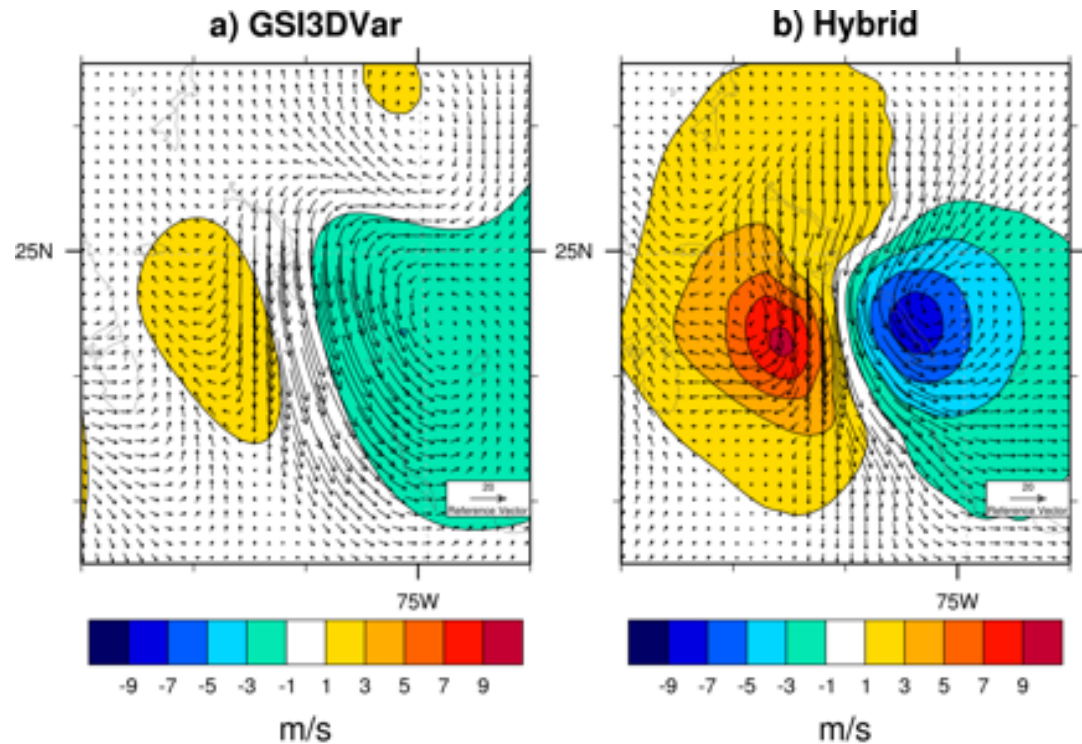 a) GSI3DVar
b) Hybrid
25N
25N
20
Reference Vector
20
Reference Vector
75W
75W
-9 -7 -5 -3 -1 1 3 5 7 9
-9 -7 -5 -3 -1 1 3 5 7 9
m/s
m/s